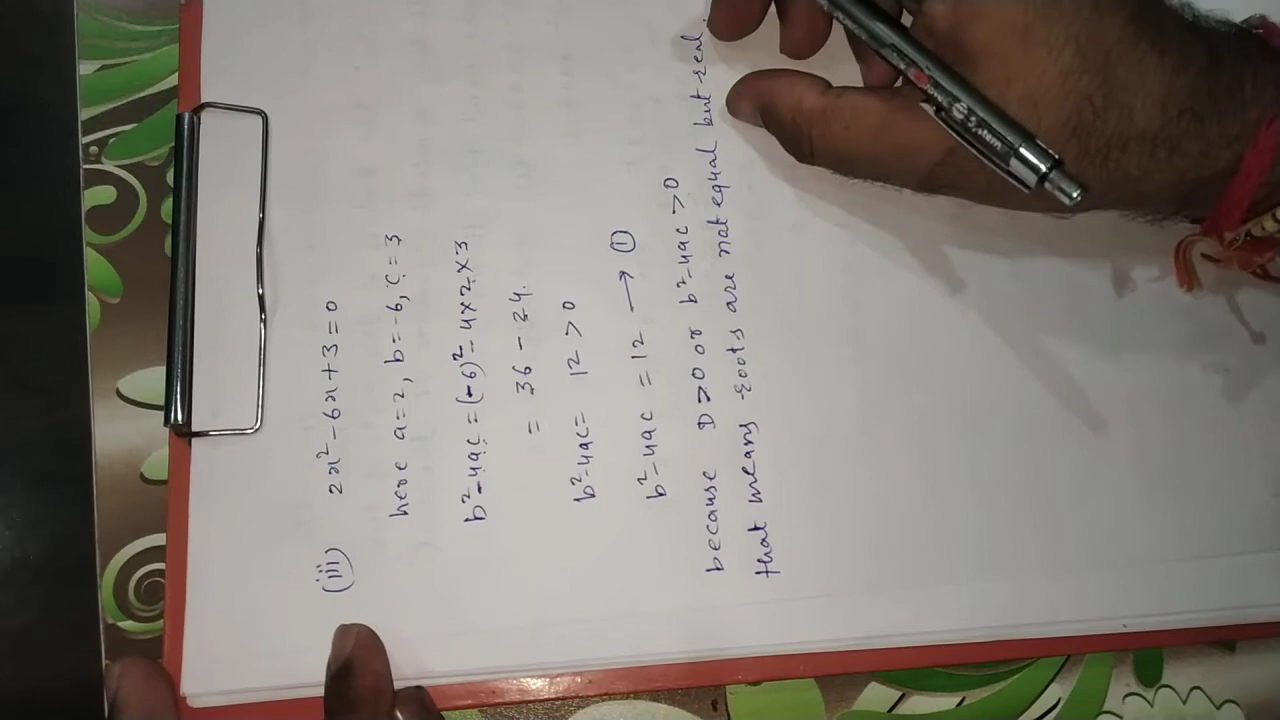 (iii) 2x²-6x+3=0
here a=2, b=-6, c=3
b²-4ac = (-6)²-4×2×3
= 36 - 24.
b²-4ac= 12 > 0
b²-4ac = 12 → ①
because D>0 or b²-4ac>0
that means roots are not equal but real.
System